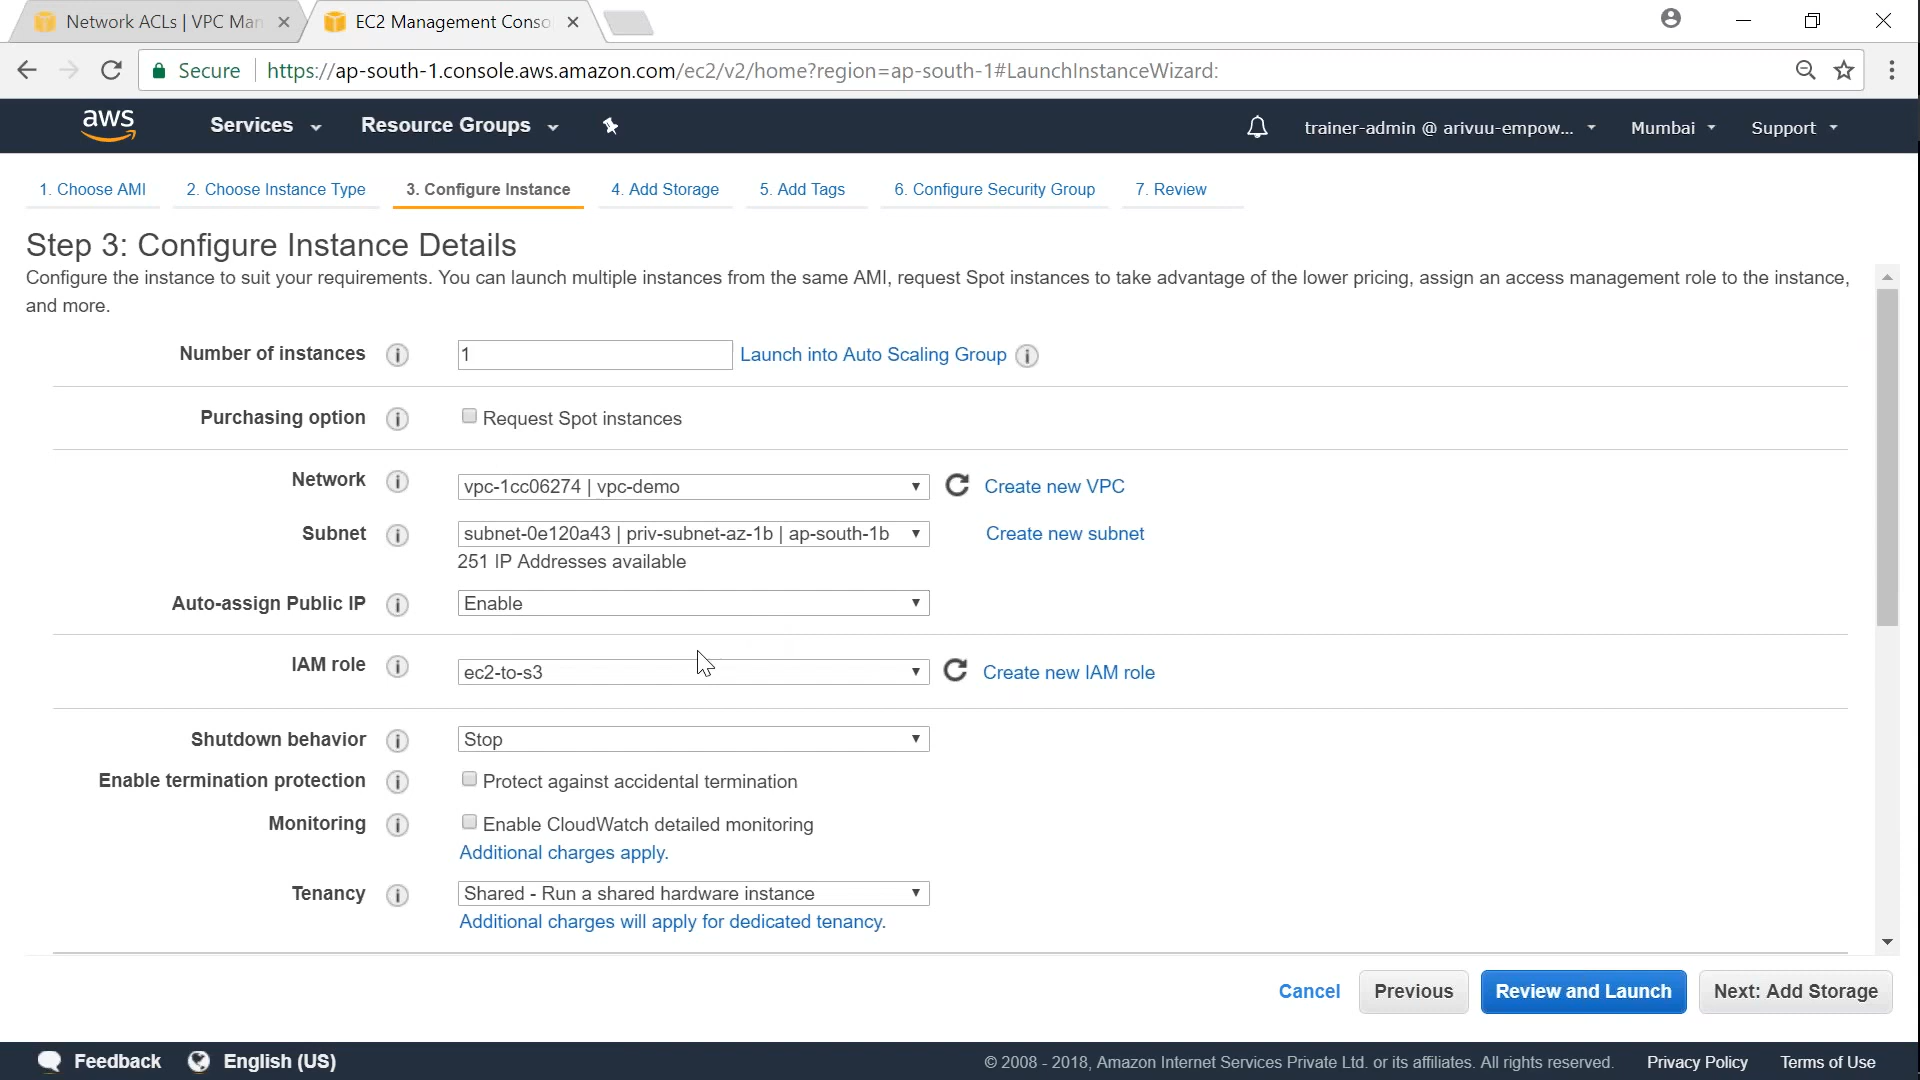 Network ACLs | VPC Man
EC2 Management Conso
Secure
https://ap-south-1.console.aws.amazon.com/ec2/v2/home?region=ap-south-1#LaunchInstanceWizard:
aws
Services
Resource Groups
trainer-admin @ arivuu-empow...
Mumbai
Support
1. Choose AMI
2. Choose Instance Type
3. Configure Instance
4. Add Storage
5. Add Tags
6. Configure Security Group
7. Review
Step 3: Configure Instance Details
Configure the instance to suit your requirements. You can launch multiple instances from the same AMI, request Spot instances to take advantage of the lower pricing, assign an access management role to the instance,
and more.
Number of instances
1
Launch into Auto Scaling Group
Purchasing option
Request Spot instances
Network
vpc-1cc06274 | vpc-demo
Create new VPC
Subnet
subnet-0e120a43 | priv-subnet-az-1b | ap-south-1b
Create new subnet
251 IP Addresses available
Auto-assign Public IP
Enable
IAM role
ec2-to-s3
Create new IAM role
Shutdown behavior
Stop
Enable termination protection
Protect against accidental termination
Monitoring
Enable CloudWatch detailed monitoring
Additional charges apply.
Tenancy
Shared - Run a shared hardware instance
Additional charges will apply for dedicated tenancy.
Cancel
Previous
Review and Launch
Next: Add Storage
Feedback
English (US)
© 2008 - 2018, Amazon Internet Services Private Ltd. or its affiliates. All rights reserved.
Privacy Policy
Terms of Use